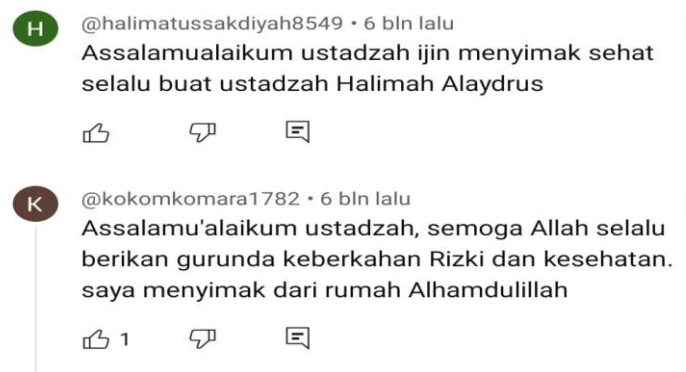 H
@halimatussakdiyah8549 • 6 bln lalu
Assalamualaikum ustadzah ijin menyimak sehat
selalu buat ustadzah Halimah Alaydrus
K
@kokomkomara1782 • 6 bln lalu
Assalamu'alaikum ustadzah, semoga Allah selalu
berikan gurunda keberkahan Rizki dan kesehatan.
saya menyimak dari rumah Alhamdulillah
1